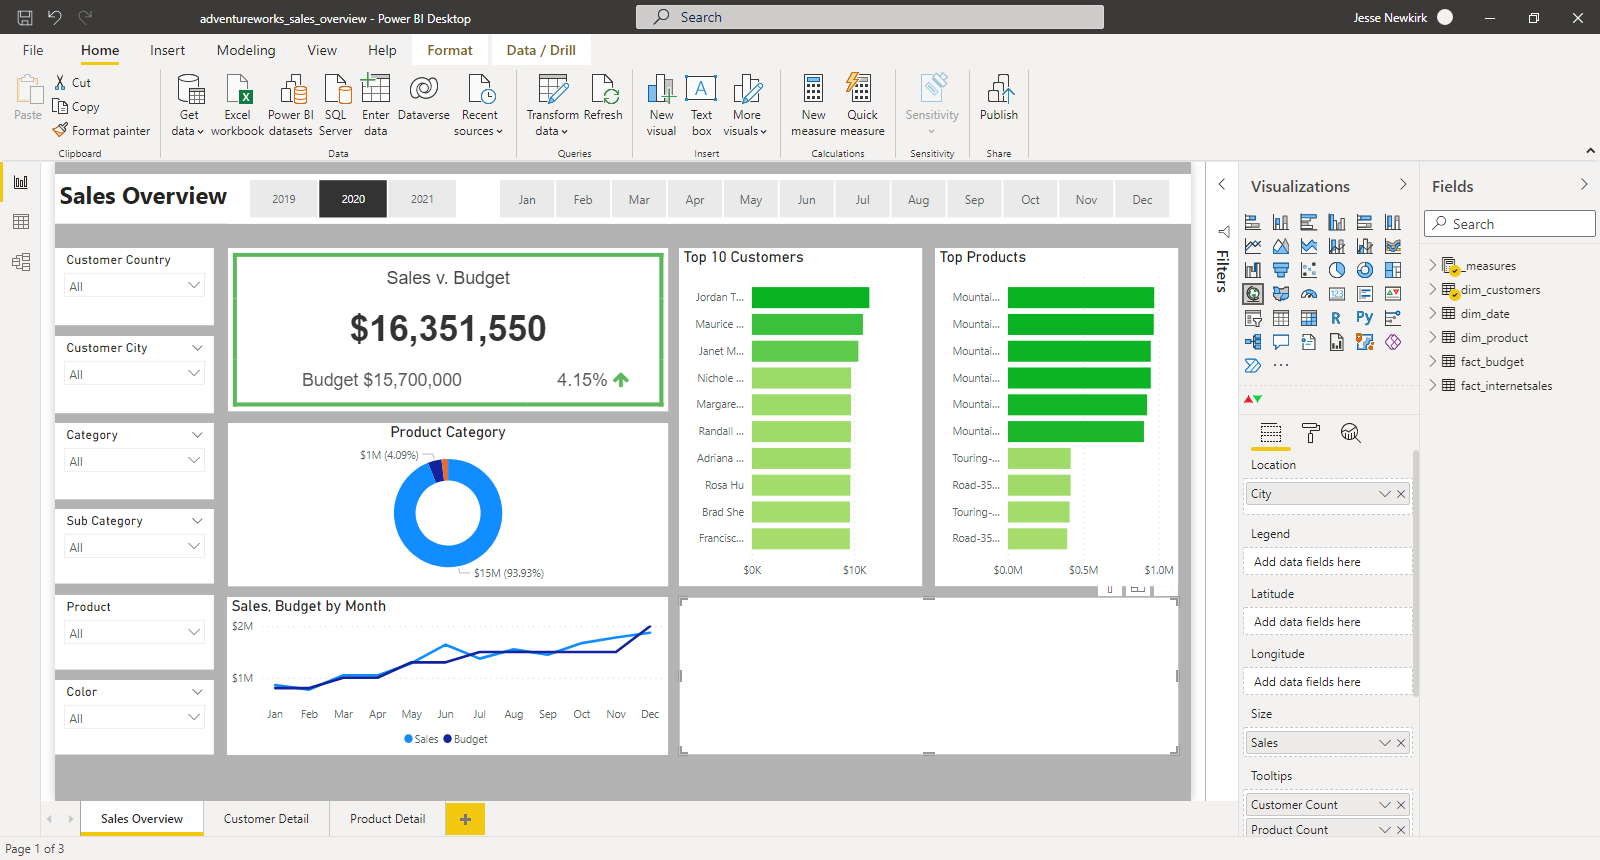 adventureworks_sales_overview - Power BI Desktop
Search
Jesse Newkirk
File
Home
Insert
Modeling
View
Help
Format
Data / Drill
Paste
Cut
Copy
Format painter
Clipboard
Get data
Excel workbook
Power BI datasets
SQL Server
Enter data
Dataverse
Recent sources
Data
Transform data
Refresh
Queries
New visual
Text box
More visuals
Insert
New measure
Quick measure
Calculations
Sensitivity
Sensitivity
Publish
Share
Sales Overview
2019
2020
2021
Jan
Feb
Mar
Apr
May
Jun
Jul
Aug
Sep
Oct
Nov
Dec
Customer Country
All
Customer City
All
Category
All
Sub Category
All
Product
All
Color
All
Sales v. Budget
$16,351,550
Budget $15,700,000
4.15%
Product Category
$1M (4.09%)
$15M (93.93%)
Sales, Budget by Month
$2M
$1M
Jan Feb Mar Apr May Jun Jul Aug Sep Oct Nov Dec
Sales Budget
Top 10 Customers
Jordan T...
Maurice ...
Janet M...
Nichole ...
Margare...
Randall ...
Adriana ...
Rosa Hu
Brad She
Francisc...
$0K $10K
Top Products
Mountai...
Mountai...
Mountai...
Mountai...
Mountai...
Mountai...
Touring-...
Road-35...
Touring-...
Road-35...
$0.0M $0.5M $1.0M
Filters
Visualizations
123
R
Py
Location
City
Legend
Add data fields here
Latitude
Add data fields here
Longitude
Add data fields here
Size
Sales
Tooltips
Customer Count
Product Count
Fields
Search
_measures
dim_customers
dim_date
dim_product
fact_budget
fact_internetsales
Sales Overview
Customer Detail
Product Detail
Page 1 of 3